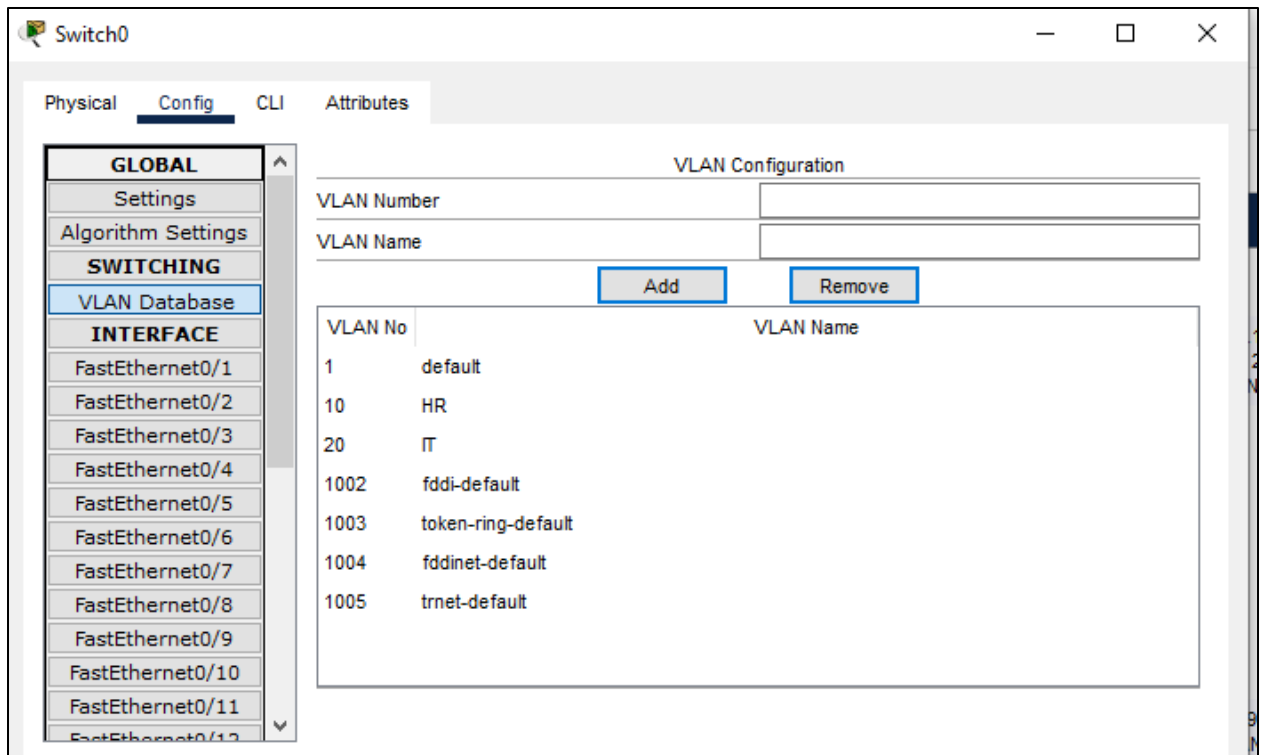 Switch0
Physical Config CLI Attributes
GLOBAL
Settings
Algorithm Settings
SWITCHING
VLAN Database
INTERFACE
FastEthernet0/1
FastEthernet0/2
FastEthernet0/3
FastEthernet0/4
FastEthernet0/5
FastEthernet0/6
FastEthernet0/7
FastEthernet0/8
FastEthernet0/9
FastEthernet0/10
FastEthernet0/11
FastEthernet0/12
VLAN Configuration
VLAN Number
VLAN Name
Add Remove
VLAN No VLAN Name
1 default
10 HR
20 IT
1002 fddi-default
1003 token-ring-default
1004 fddinet-default
1005 trnet-default